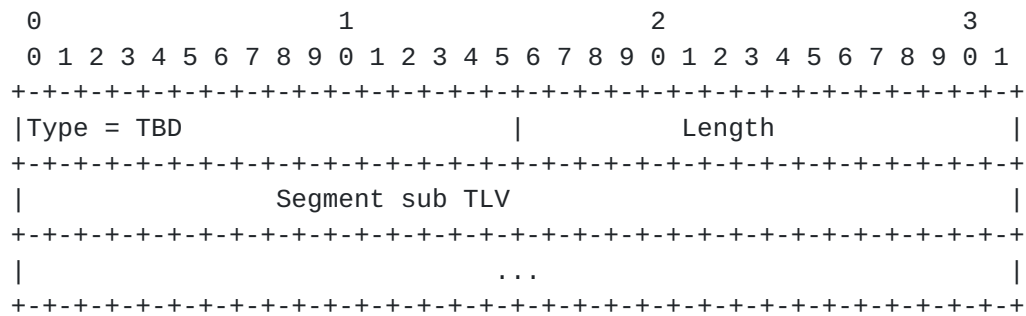 0                   1                   2                   3
 0 1 2 3 4 5 6 7 8 9 0 1 2 3 4 5 6 7 8 9 0 1 2 3 4 5 6 7 8 9 0 1
+-+-+-+-+-+-+-+-+-+-+-+-+-+-+-+-+-+-+-+-+-+-+-+-+-+-+-+-+-+-+-+-+
|Type = TBD                     |          Length               |
+-+-+-+-+-+-+-+-+-+-+-+-+-+-+-+-+-+-+-+-+-+-+-+-+-+-+-+-+-+-+-+-+
|                Segment sub TLV                                |
+-+-+-+-+-+-+-+-+-+-+-+-+-+-+-+-+-+-+-+-+-+-+-+-+-+-+-+-+-+-+-+-+
|                              ...                              |
+-+-+-+-+-+-+-+-+-+-+-+-+-+-+-+-+-+-+-+-+-+-+-+-+-+-+-+-+-+-+-+-+